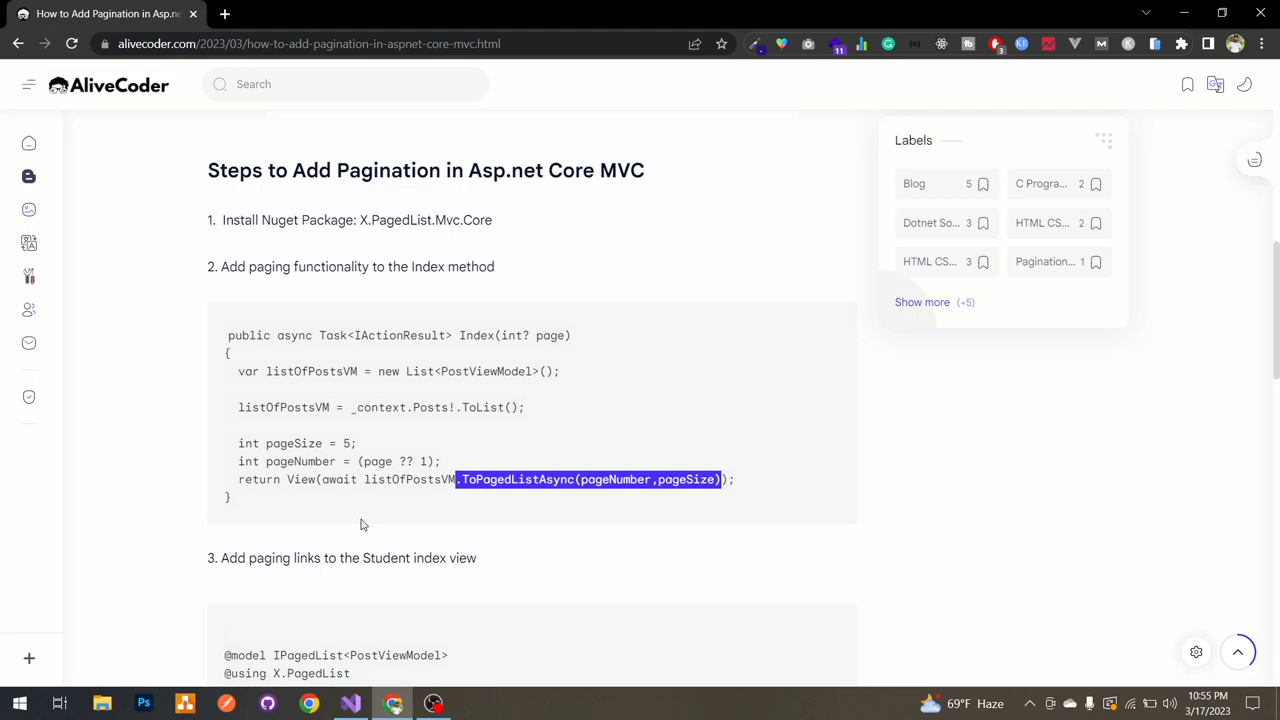 How to Add Pagination in Asp.ne
alivecoder.com/2023/03/how-to-add-pagination-in-aspnet-core-mvc.html
11
3
AliveCoder
Search
Steps to Add Pagination in Asp.net Core MVC
1. Install Nuget Package: X.PagedList.Mvc.Core
2. Add paging functionality to the Index method
public async Task<IActionResult> Index(int? page)
{
var listOfPostsVM = new List<PostViewModel>();
listOfPostsVM = _context.Posts!.ToList();
int pageSize = 5;
int pageNumber = (page ?? 1);
return View(await listOfPostsVM.ToPagedListAsync(pageNumber,pageSize));
}
3. Add paging links to the Student index view
@model IPagedList<PostViewModel>
@using X.PagedList
Labels
Blog 5
C Progra... 2
Dotnet So... 3
HTML CS... 2
HTML CS... 3
Pagination... 1
Show more (+5)
69°F Haze
10:55 PM
3/17/2023